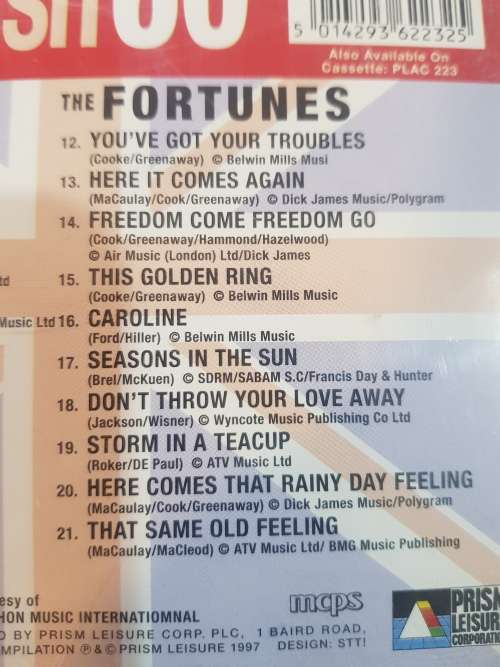 5 014293 622325
Also Available On
Cassette: PLAC 223
THE FORTUNES
12. YOU'VE GOT YOUR TROUBLES
(Cooke/Greenaway) © Belwin Mills Musi
13. HERE IT COMES AGAIN
(MaCaulay/Cook/Greenaway) © Dick James Music/Polygram
14. FREEDOM COME FREEDOM GO
(Cook/Greenaway/Hammond/Hazelwood)
© Air Music (London) Ltd/Dick James
15. THIS GOLDEN RING
(Cooke/Greenaway) © Belwin Mills Music
Music Ltd 16. CAROLINE
(Ford/Hiller) © Belwin Mills Music
17. SEASONS IN THE SUN
(Brel/McKuen) © SDRM/SABAM S.C/Francis Day & Hunter
18. DON'T THROW YOUR LOVE AWAY
(Jackson/Wisner) © Wyncote Music Publishing Co Ltd
19. STORM IN A TEACUP
(Roker/DE Paul) © ATV Music Ltd
20. HERE COMES THAT RAINY DAY FEELING
(MaCaulay/Cook/Greenaway) © Dick James Music/Polygram
21. THAT SAME OLD FEELING
(MaCaulay/MacLeod) © ATV Music Ltd/ BMG Music Publishing
esy of
HON MUSIC INTERNATIOMNAL
D BY PRISM LEISURE CORP. PLC, 1 BAIRD ROAD,
MPILATION ℗ & © PRISM LEISURE 1997 DESIGN: STT!
mcps
PRISM
LEISURE
CORPORATIO